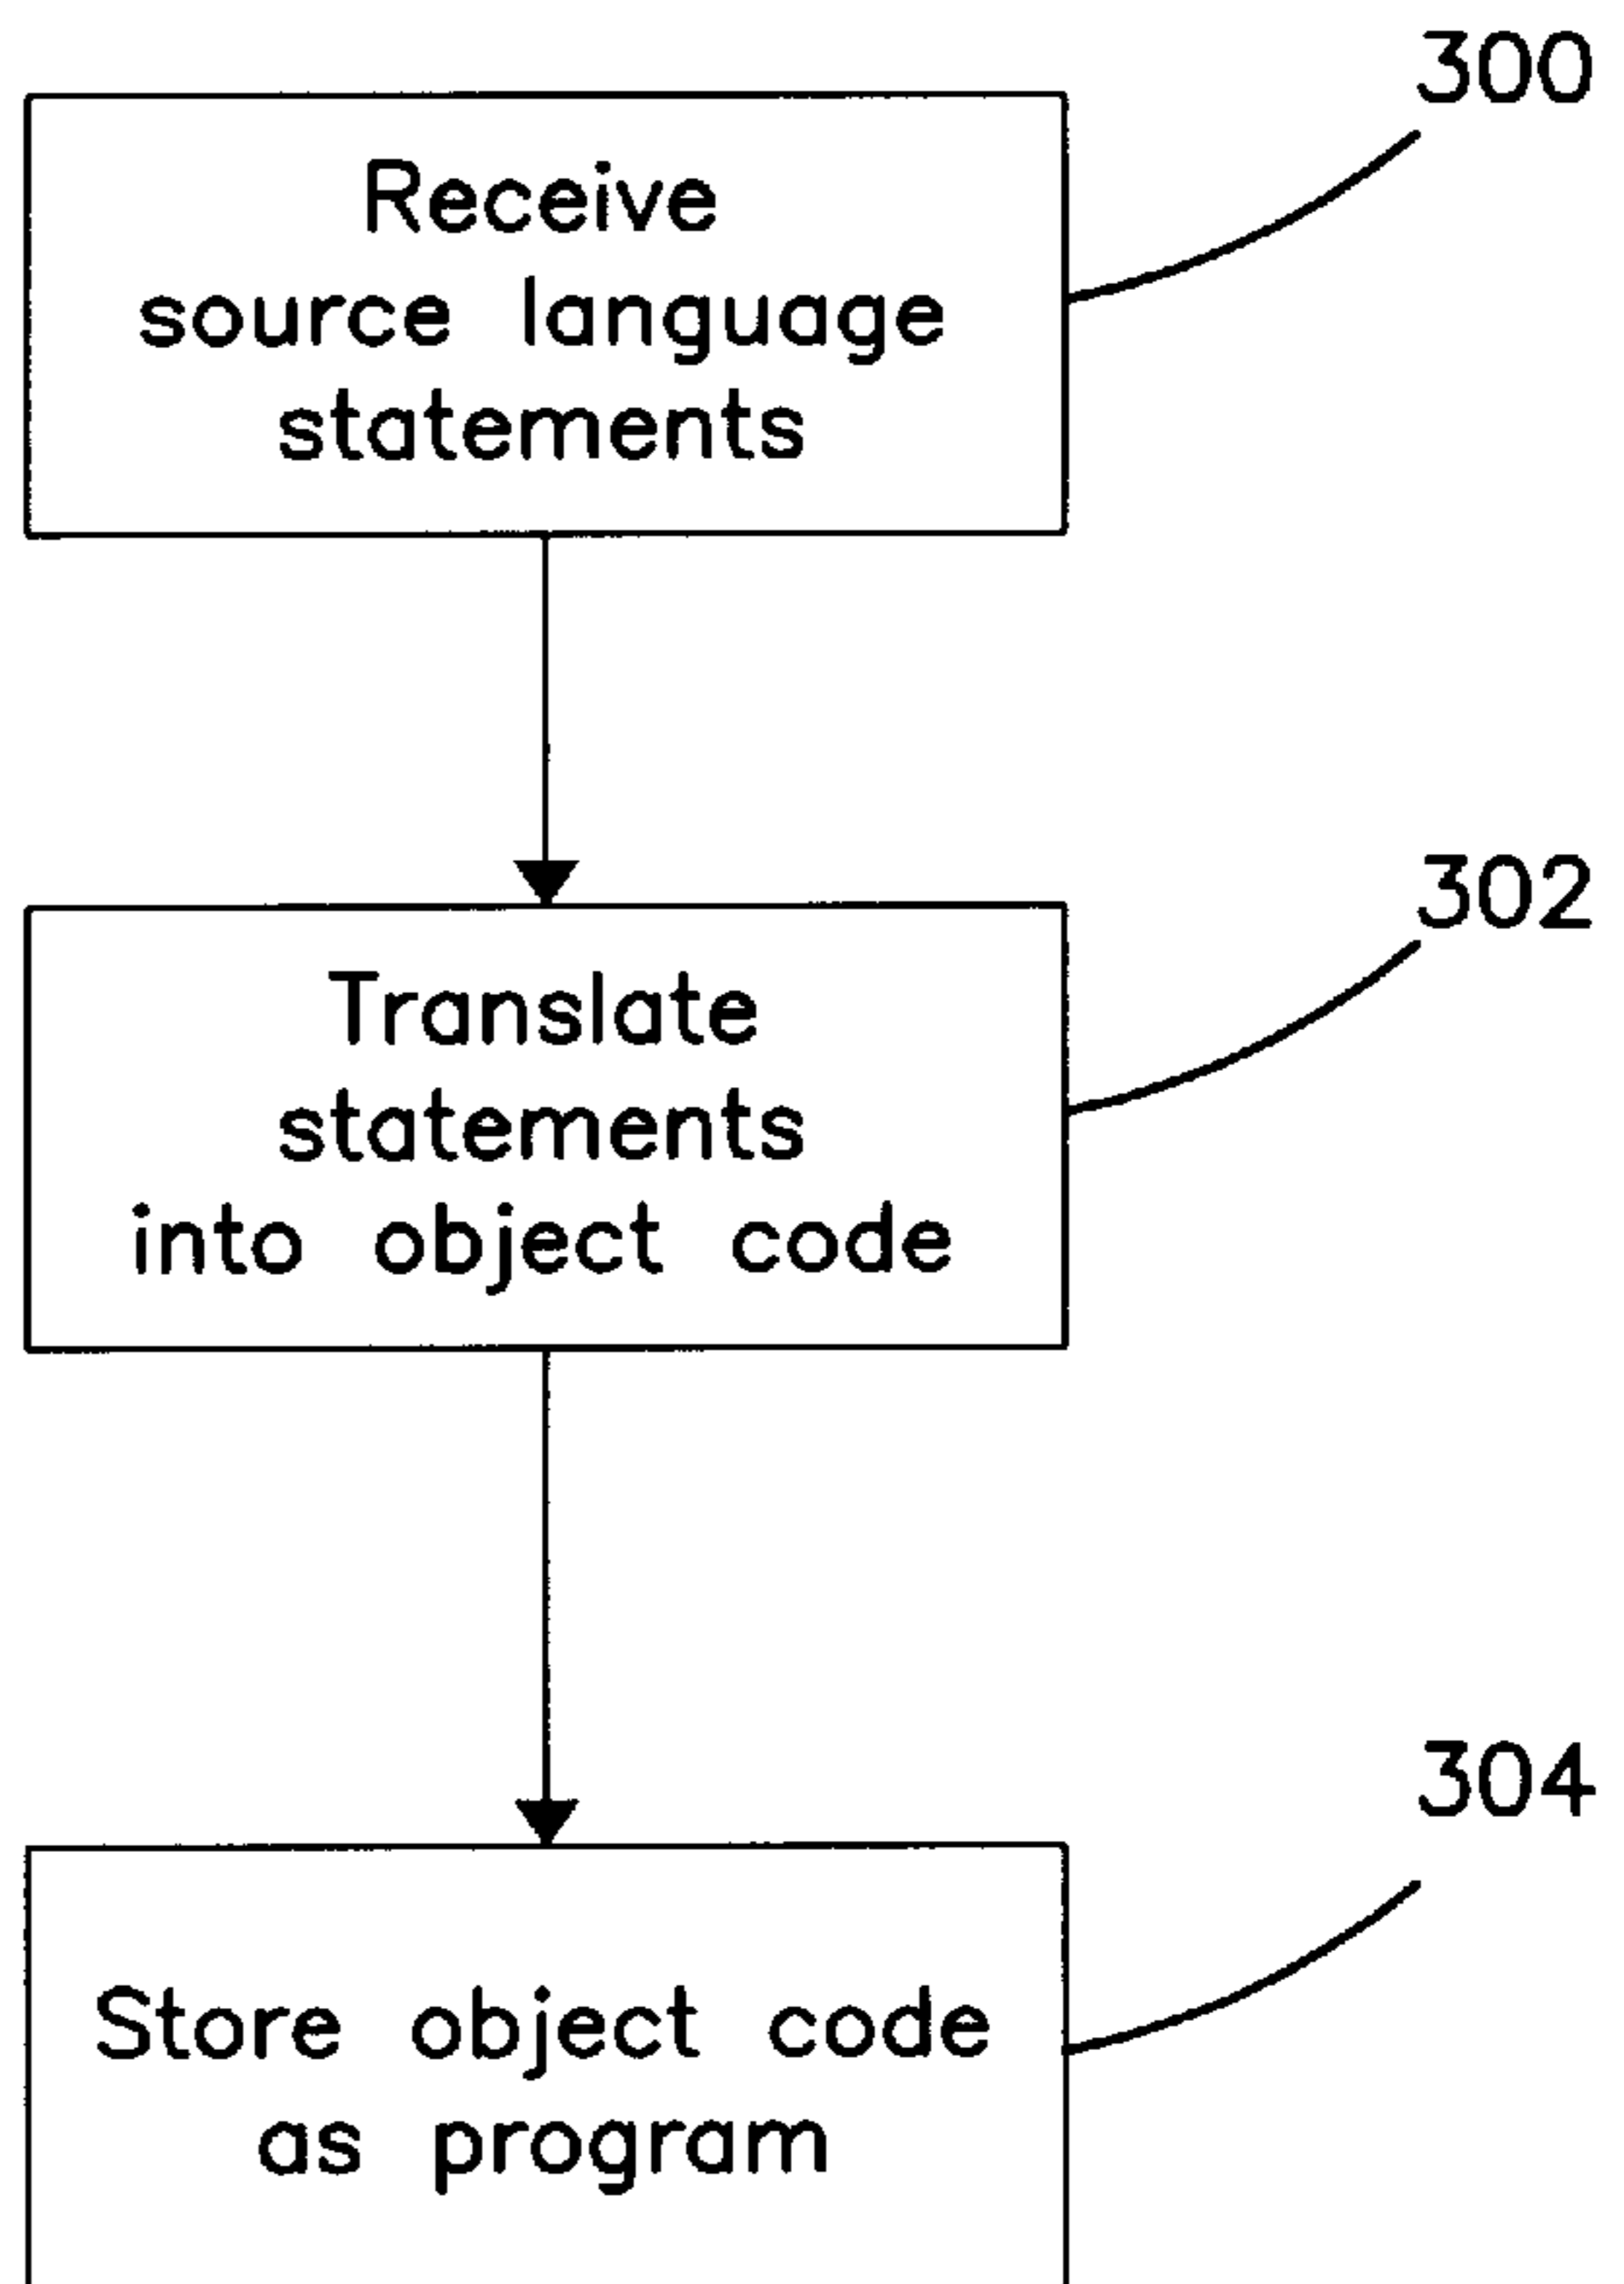 300
Receive
source language
statements
302
Translate
statements
into object code
304
Store object code
as program